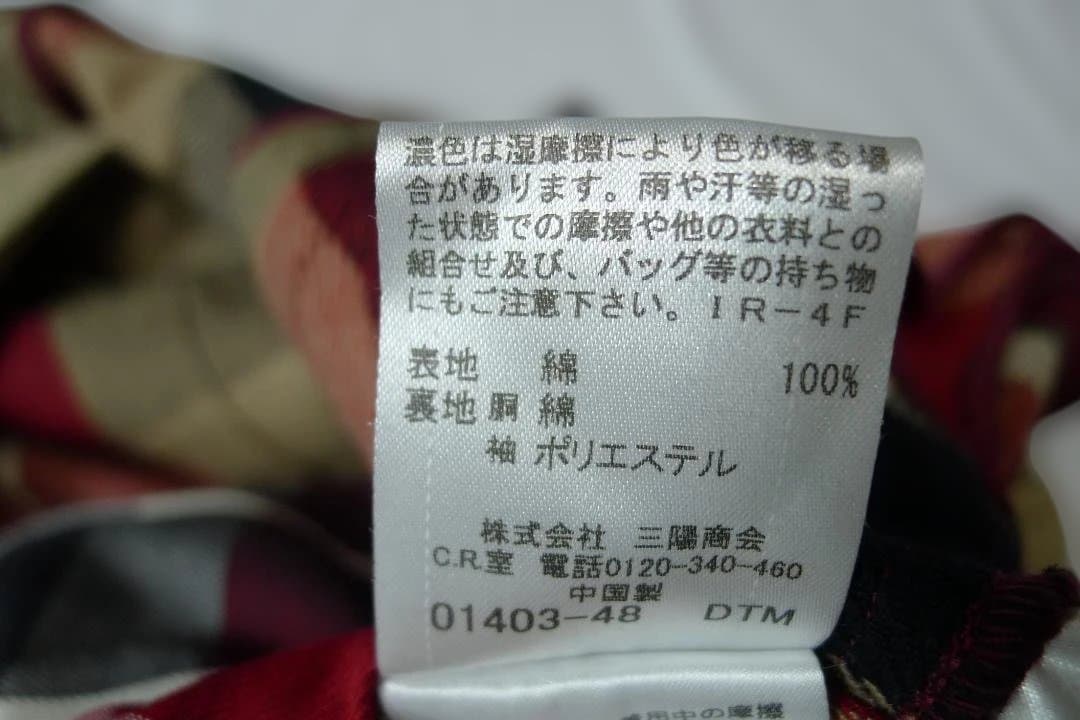 濃色は湿摩擦により色が移る場
合があります。雨や汗等の湿っ
た状態での摩擦や他の衣料との
組合せ及び、バッグ等の持ち物
にもご注意下さい。IR-4F
表地 綿 100%
裏地 胴 綿
袖 ポリエステル
株式会社 三陽商会
C.R.室 電話0120-340-460
中国製
01403-48 DTM
用中の摩擦